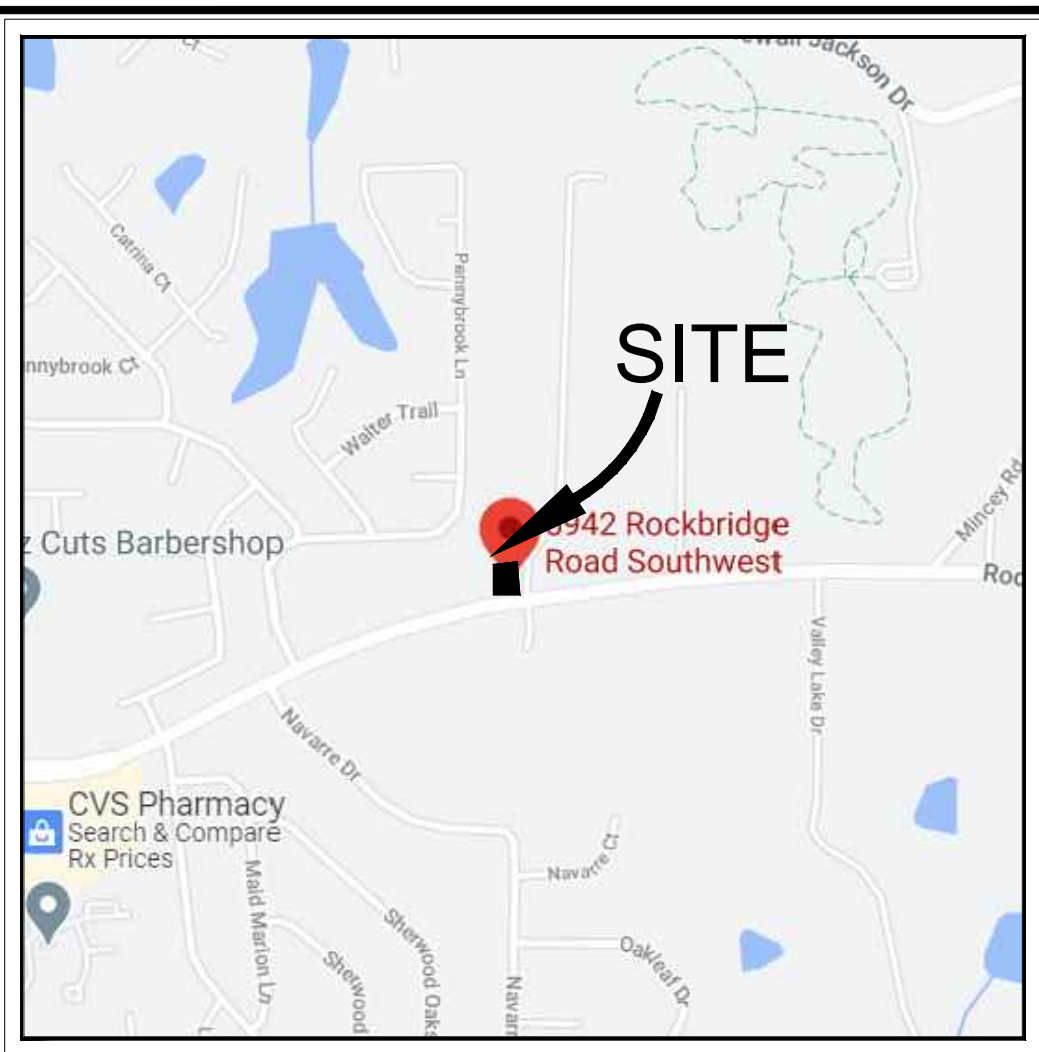 Jackson Dr
Catrina Ct
Pennybrook Ln
SITE
nnybrook Ct
Walter Trail
Mincey Rd
z Cuts Barbershop
942 Rockbridge
Road Southwest
Roc
Valley Lake Dr
Navarre Dr
CVS Pharmacy
Search & Compare
Rx Prices
Navarre Ct
Maid Marion Ln
Sherwood Oaks
Sherwood
Oakleaf Dr
Navarr